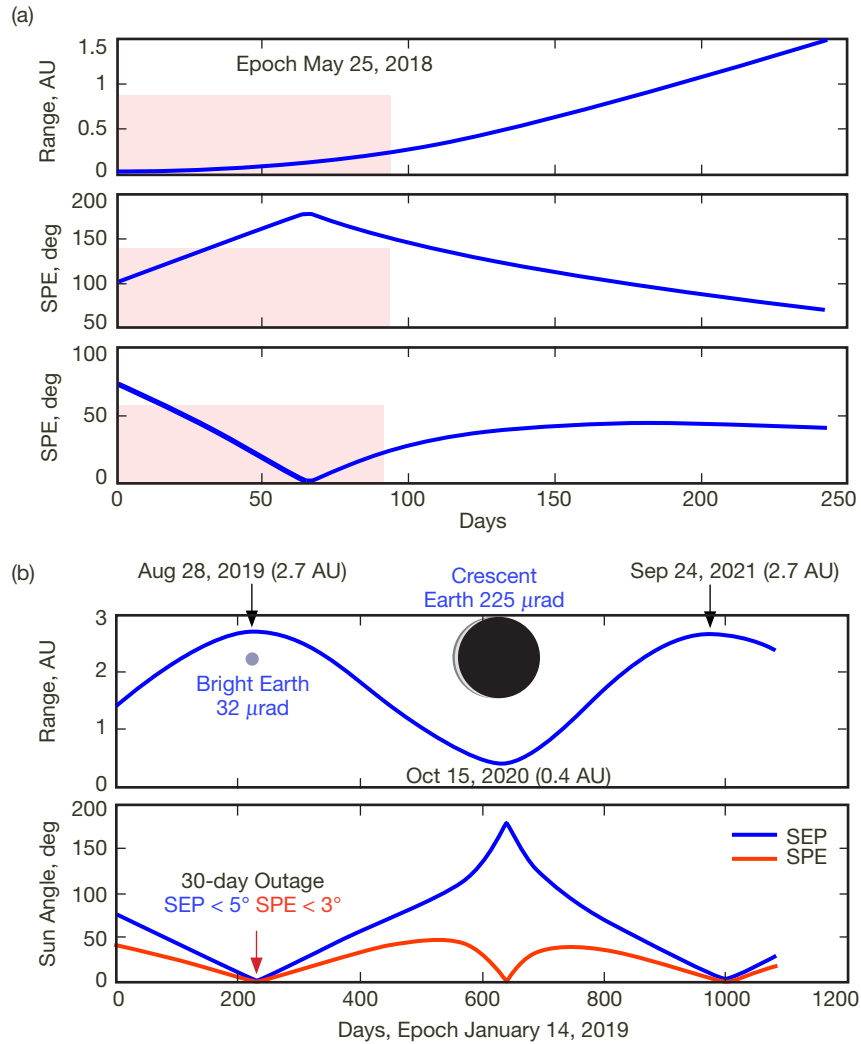 (a)
1.5
1
0.5
0
Range, AU
Epoch May 25, 2018
200
150
100
50
SPE, deg
100
50
0
SPE, deg
0
50
100
150
200
250
Days
(b)
Aug 28, 2019 (2.7 AU)
Crescent
Earth 225 μrad
Sep 24, 2021 (2.7 AU)
3
2
1
0
Range, AU
Bright Earth
32 μrad
Oct 15, 2020 (0.4 AU)
200
150
100
50
0
Sun Angle, deg
30-day Outage
SEP < 5° SPE < 3°
SEP
SPE
0
200
400
600
800
1000
1200
Days, Epoch January 14, 2019